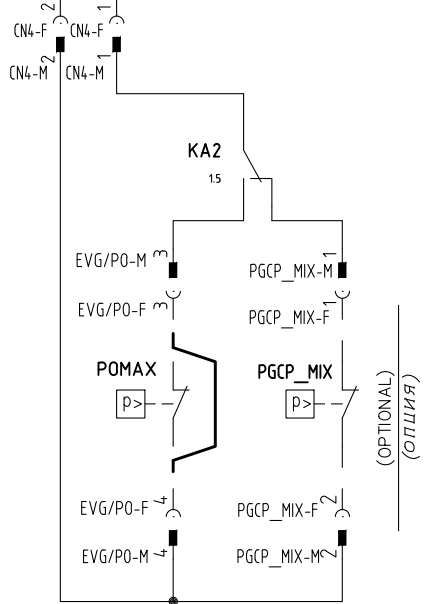 2 1
CN4-F CN4-F
2 1
CN4-M CN4-M
KA2
1.5
EVG/PO-M 3
PGCP_MIX-M 1
EVG/PO-F 3
PGCP_MIX-F 1
POMAX
PGCP_MIX
P>
P>
(OPTIONAL)
(ОПЦИЯ)
EVG/PO-F 4
PGCP_MIX-F 2
EVG/PO-M 4
PGCP_MIX-M 2